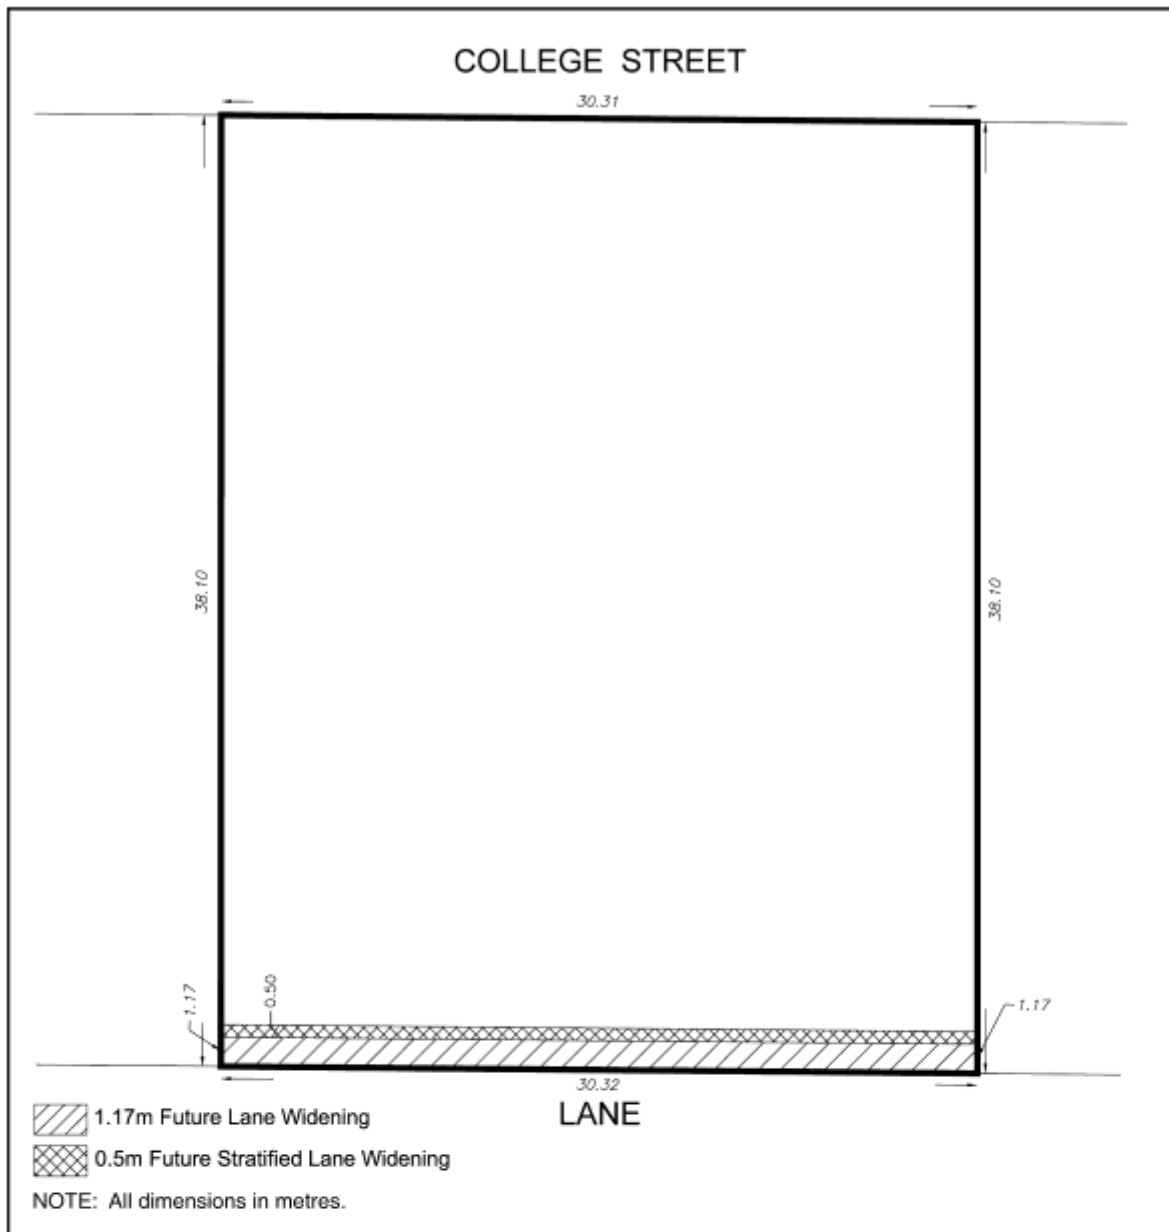 COLLEGE STREET
30.31
38.10
38.10
1.17
0.50
1.17
30.32
LANE
1.17m Future Lane Widening
0.5m Future Stratified Lane Widening
NOTE: All dimensions in metres.